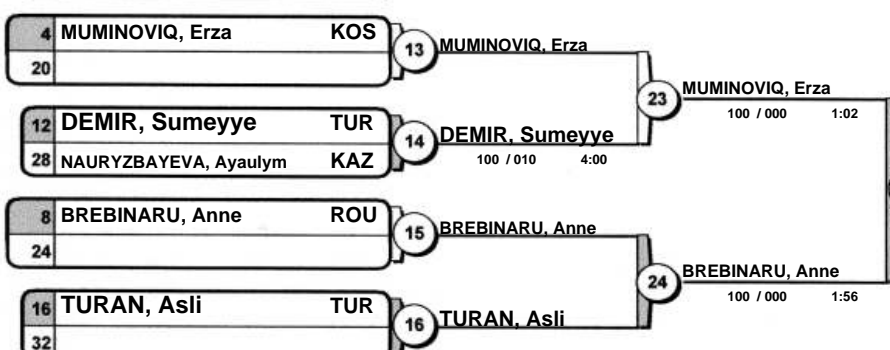 4 MUMINOVIQ, Erza KOS
20
13 MUMINOVIQ, Erza
12 DEMIR, Sumeyye TUR
28 NAURYZBAYEVA, Ayaulym KAZ
14 DEMIR, Sumeyye
100 / 010 4:00
23 MUMINOVIQ, Erza
100 / 000 1:02
8 BREBINARU, Anne ROU
24
15 BREBINARU, Anne
16 TURAN, Asli TUR
32
16 TURAN, Asli
24 BREBINARU, Anne
100 / 000 1:56